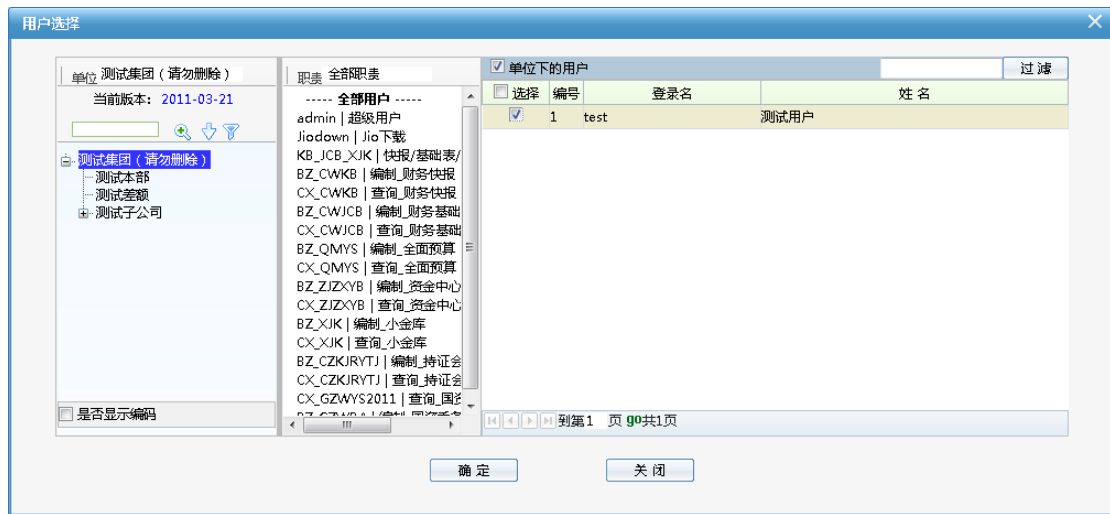 用户选择
单位 测试集团（请勿删除）
当前版本： 2011-03-21
测试集团（请勿删除）
测试本部
测试差额
测试子公司
是否显示编码
职责 全部职责
----- 全部用户 -----
admin | 超级用户
Jiodown | Jio下载
KB_JCB_XJK | 快报/基础表/
BZ_CWKB | 编制_财务快报
CX_CWKB | 查询_财务快报
BZ_CWJCB | 编制_财务基础
CX_CWJCB | 查询_财务基础
BZ_QMYS | 编制_全面预算
CX_QMYS | 查询_全面预算
BZ_ZJZXYB | 编制_资金中心
CX_ZJZXYB | 查询_资金中心
BZ_XJK | 编制_小金库
CX_XJK | 查询_小金库
BZ_CZKJRYTJ | 编制_持证会
CX_CZKJRYTJ | 查询_持证会
CX_GZWYS2011 | 查询_国资
单位下的用户 过滤
选择 编号 登录名 姓 名
1 test 测试用户
到第1 页 go共1页
确 定 关 闭